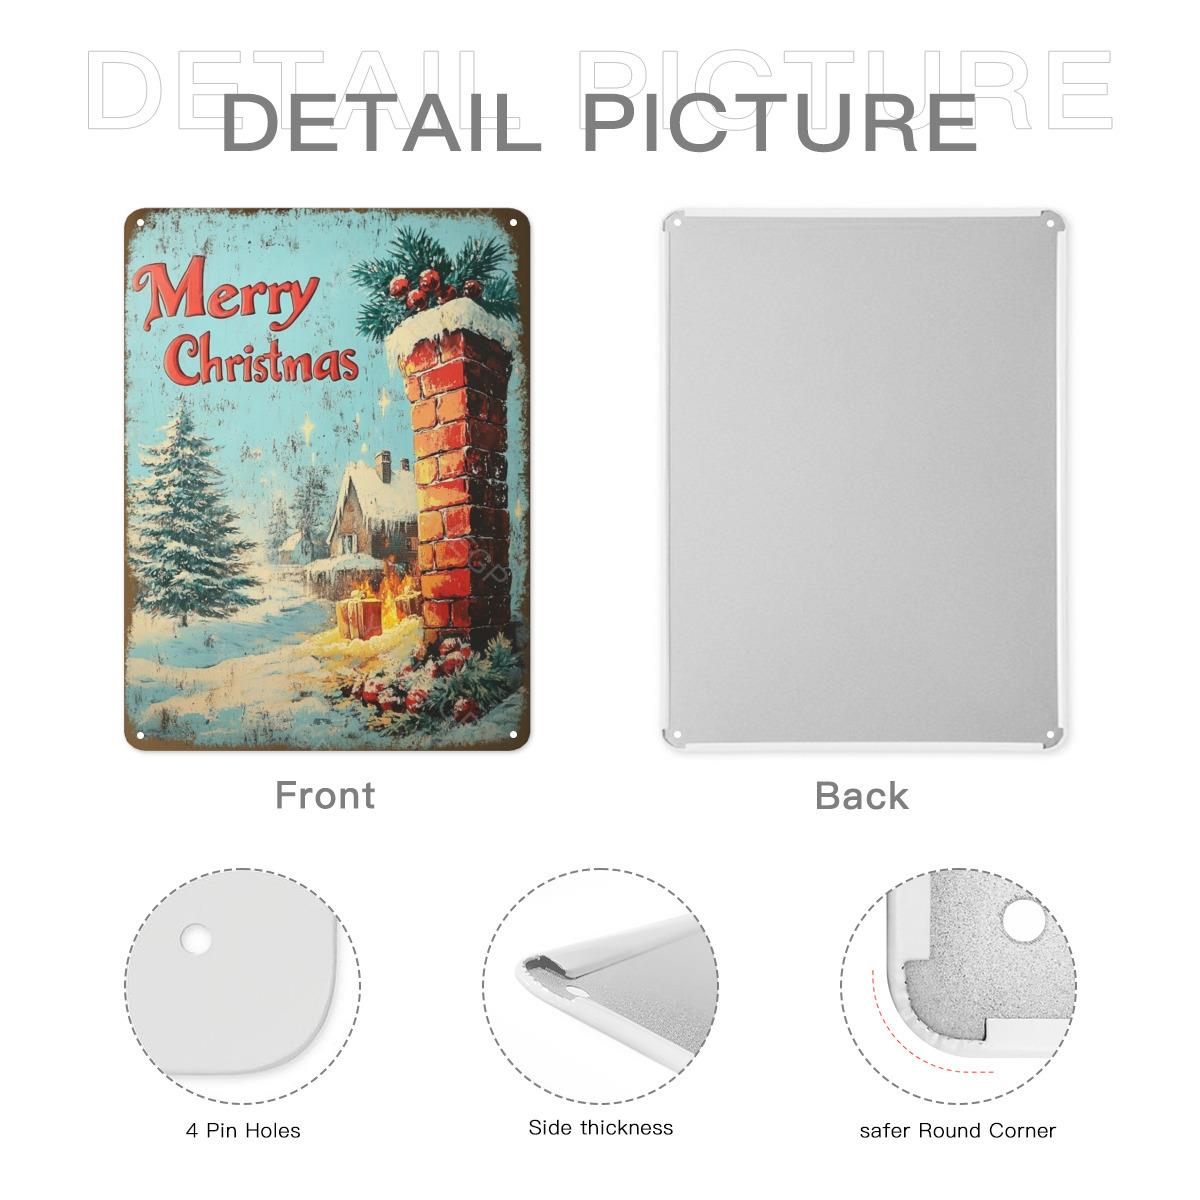 DETAIL PICTURE
DETAIL PICTURE
Merry
Christmas
Front
Back
4 Pin Holes
Side thickness
safer Round Corner